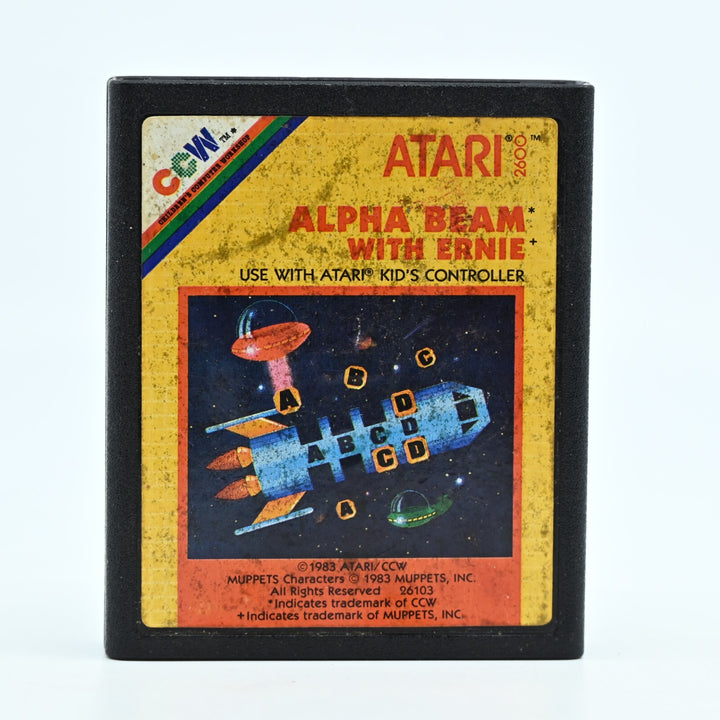 CCW™*
CHILDREN'S COMPUTER WORKSHOP
ATARI® 2600™
ALPHA BEAM*
WITH ERNIE+
USE WITH ATARI® KID'S CONTROLLER
C
B
A
D
A B C D
C D
A
©1983 ATARI/CCW
MUPPETS Characters © 1983 MUPPETS, INC.
All Rights Reserved 26103
*Indicates trademark of CCW
+Indicates trademark of MUPPETS, INC.